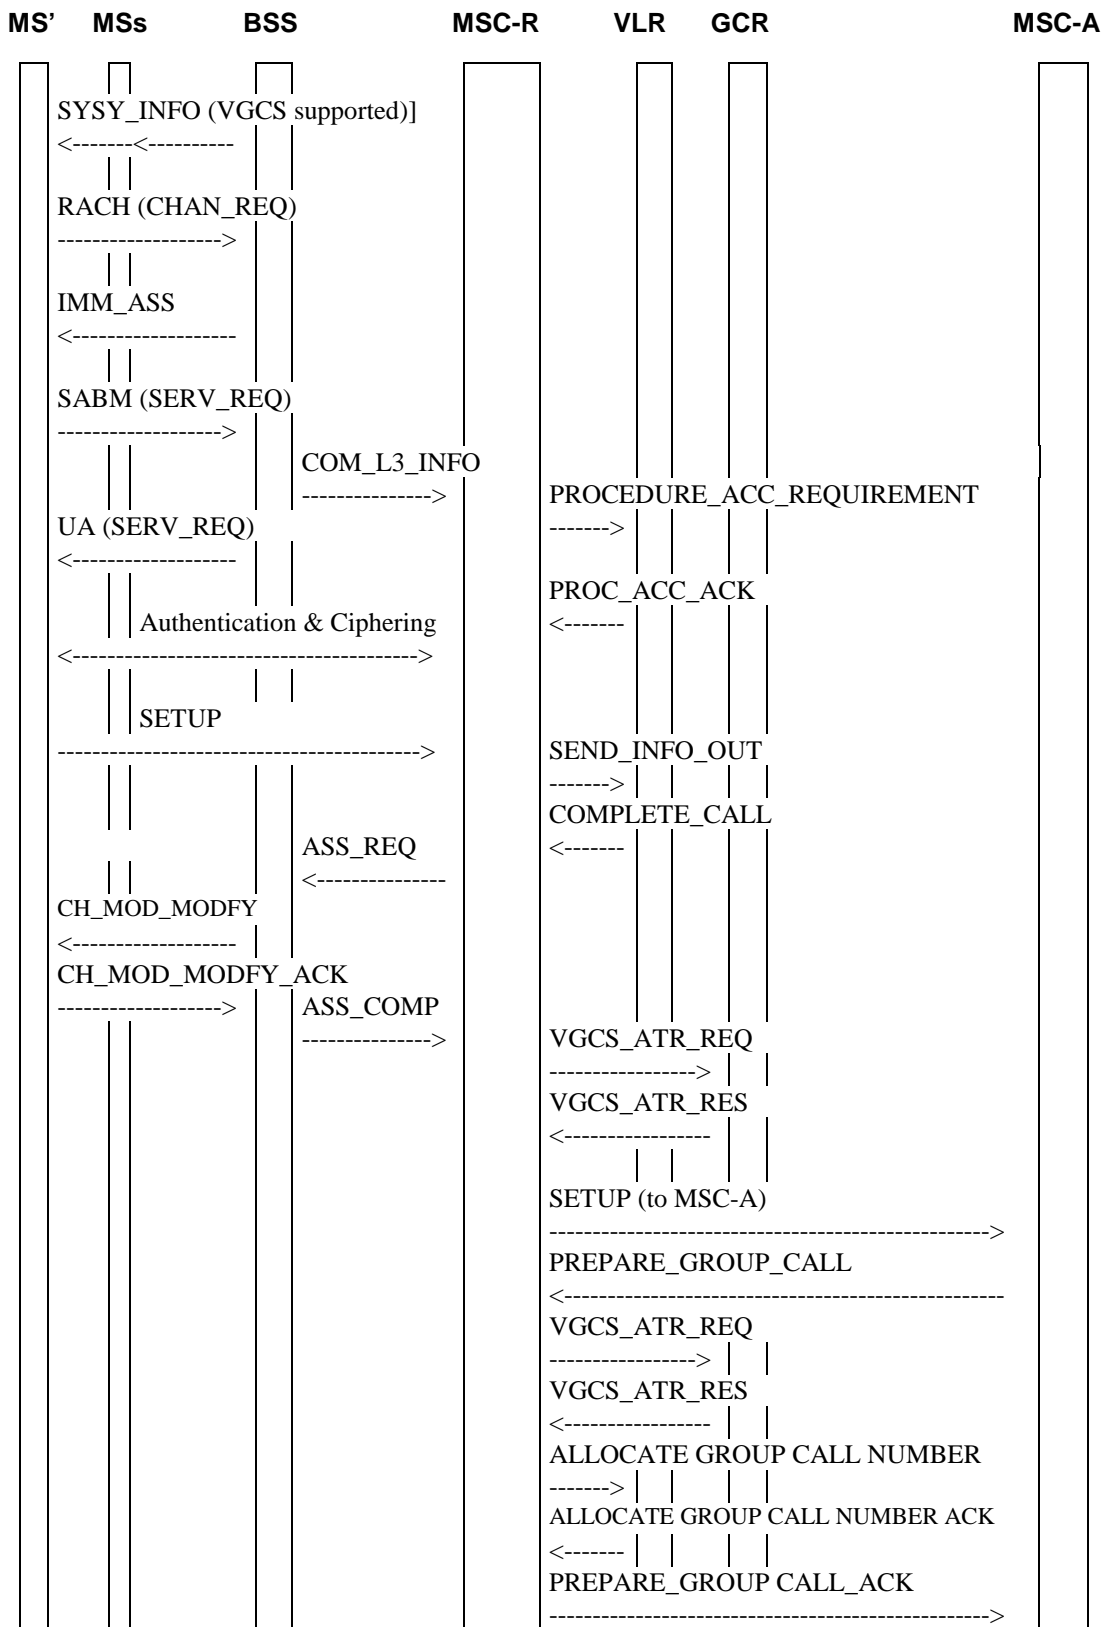 MS’ MSs BSS MSC-R VLR GCR MSC-A
SYSY_INFO (VGCS supported)]
<-------<----------
RACH (CHAN_REQ)
------------------->
IMM_ASS
<-------------------
SABM (SERV_REQ)
------------------->
COM_L3_INFO
---------------> PROCEDURE_ACC_REQUIREMENT
UA (SERV_REQ) ------->
<-------------------
PROC_ACC_ACK
Authentication & Ciphering <-------
<---------------------------------------->
SETUP
------------------------------------------> SEND_INFO_OUT
------->
COMPLETE_CALL
ASS_REQ <-------
<---------------
CH_MOD_MODFY
<-------------------
CH_MOD_MODFY_ACK
-------------------> ASS_COMP
---------------> VGCS_ATR_REQ
----------------->
VGCS_ATR_RES
<-----------------
SETUP (to MSC-A)
--------------------------------------------------->
PREPARE_GROUP_CALL
<---------------------------------------------------
VGCS_ATR_REQ
----------------->
VGCS_ATR_RES
<-----------------
ALLOCATE GROUP CALL NUMBER
------->
ALLOCATE GROUP CALL NUMBER ACK
<-------
PREPARE_GROUP CALL_ACK
--------------------------------------------------->